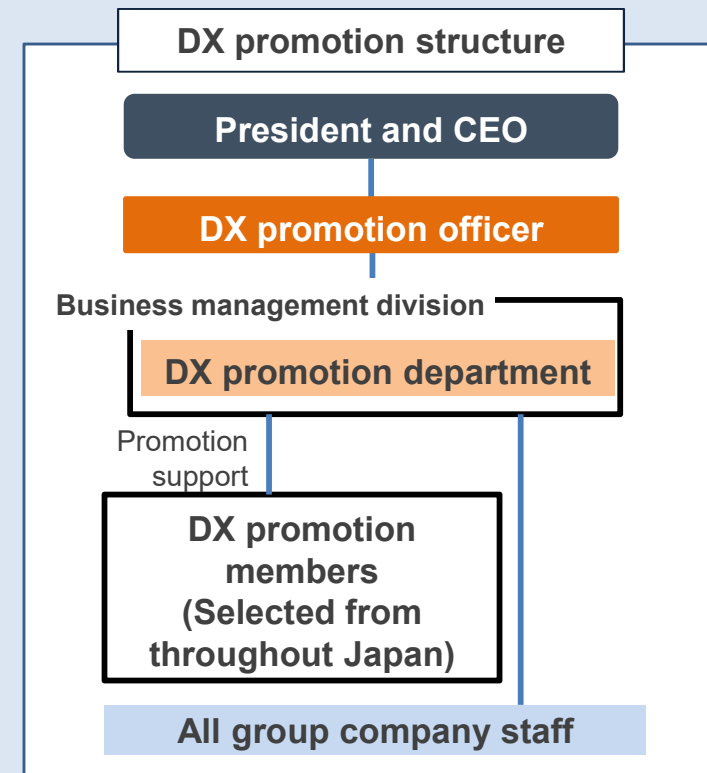 DX promotion structure
President and CEO
DX promotion officer
Business management division
DX promotion department
Promotion
support
DX promotion
members
(Selected from
throughout Japan)
All group company staff